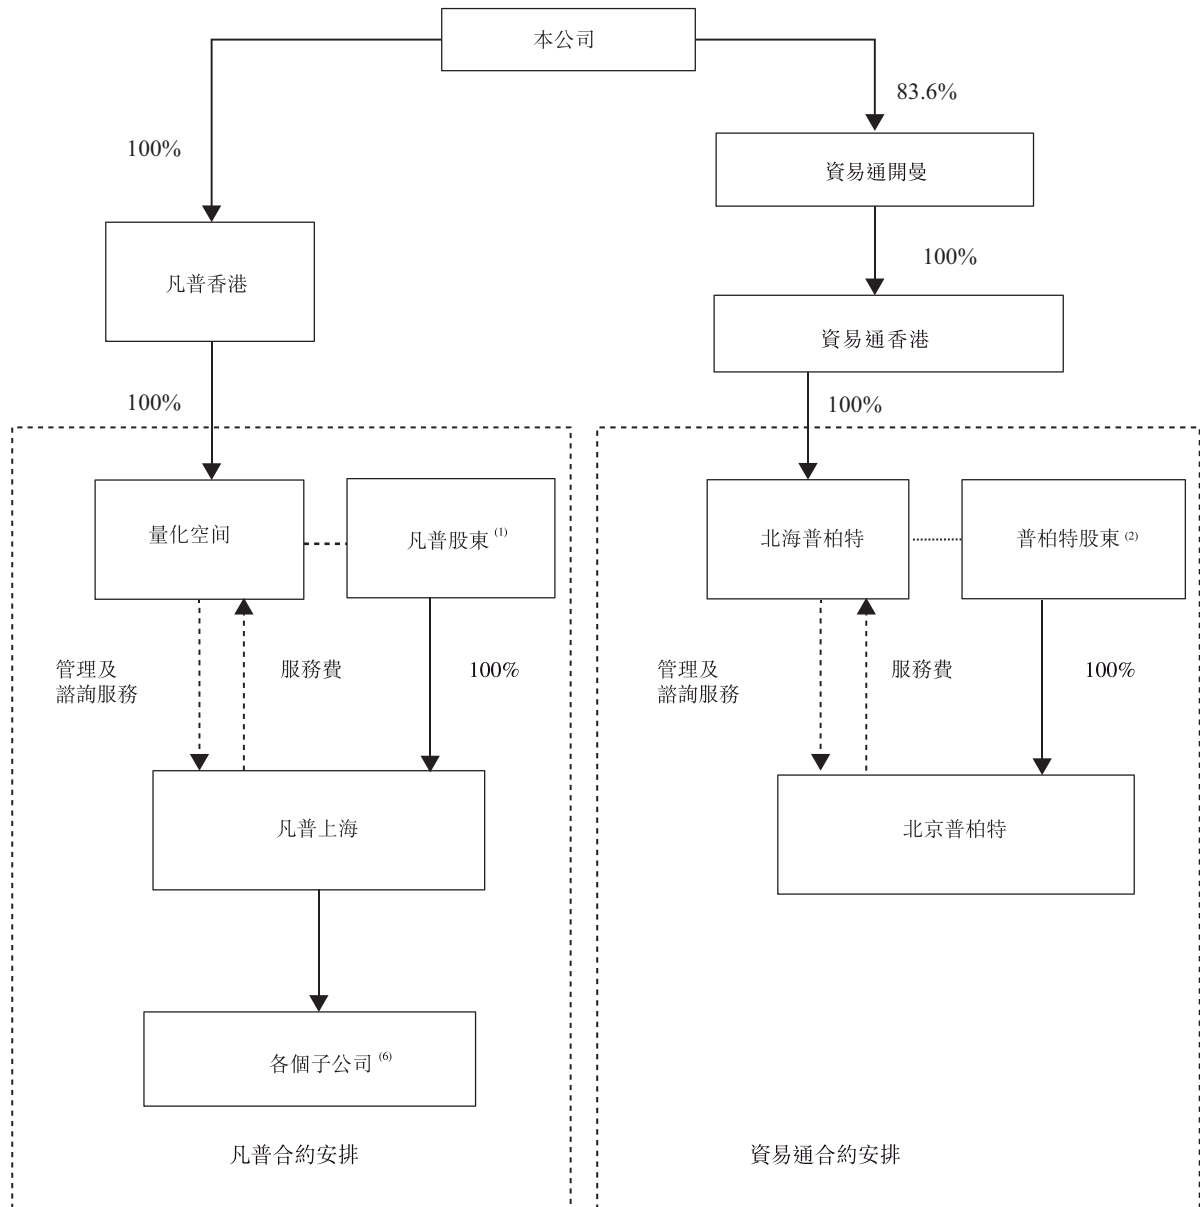 本公司
83.6%
100%
資易通開曼
100%
凡普香港
資易通香港
100%
100%
量化空间
凡普股東 (1)
北海普柏特
普柏特股東 (2)
管理及
諮詢服務
服務費
100%
管理及
諮詢服務
服務費
100%
凡普上海
北京普柏特
各個子公司 (6)
凡普合約安排
資易通合約安排